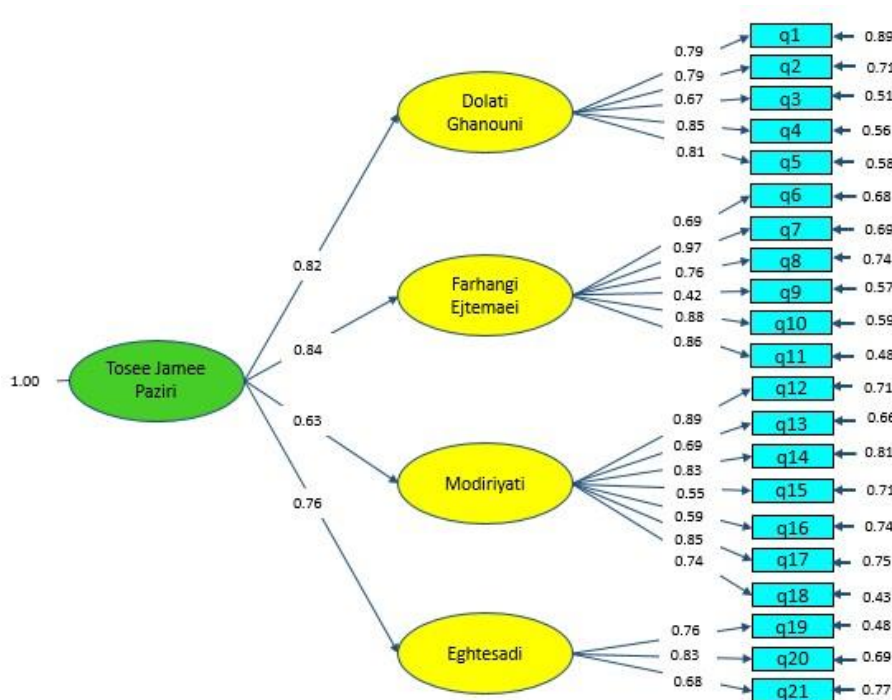 1.00
Tosee Jamee
Paziri
0.82
0.84
0.63
0.76
Dolati
Ghanouni
0.79
0.79
0.67
0.85
0.81
Farhangi
Ejtemaei
0.69
0.97
0.76
0.42
0.88
0.86
Modiriyati
0.89
0.69
0.83
0.55
0.59
0.85
0.74
Eghtesadi
0.76
0.83
0.68
q1 0.89
q2 0.71
q3 0.51
q4 0.56
q5 0.58
q6 0.68
q7 0.69
q8 0.74
q9 0.57
q10 0.59
q11 0.48
q12 0.71
q13 0.66
q14 0.81
q15 0.71
q16 0.74
q17 0.75
q18 0.43
q19 0.48
q20 0.69
q21 0.77